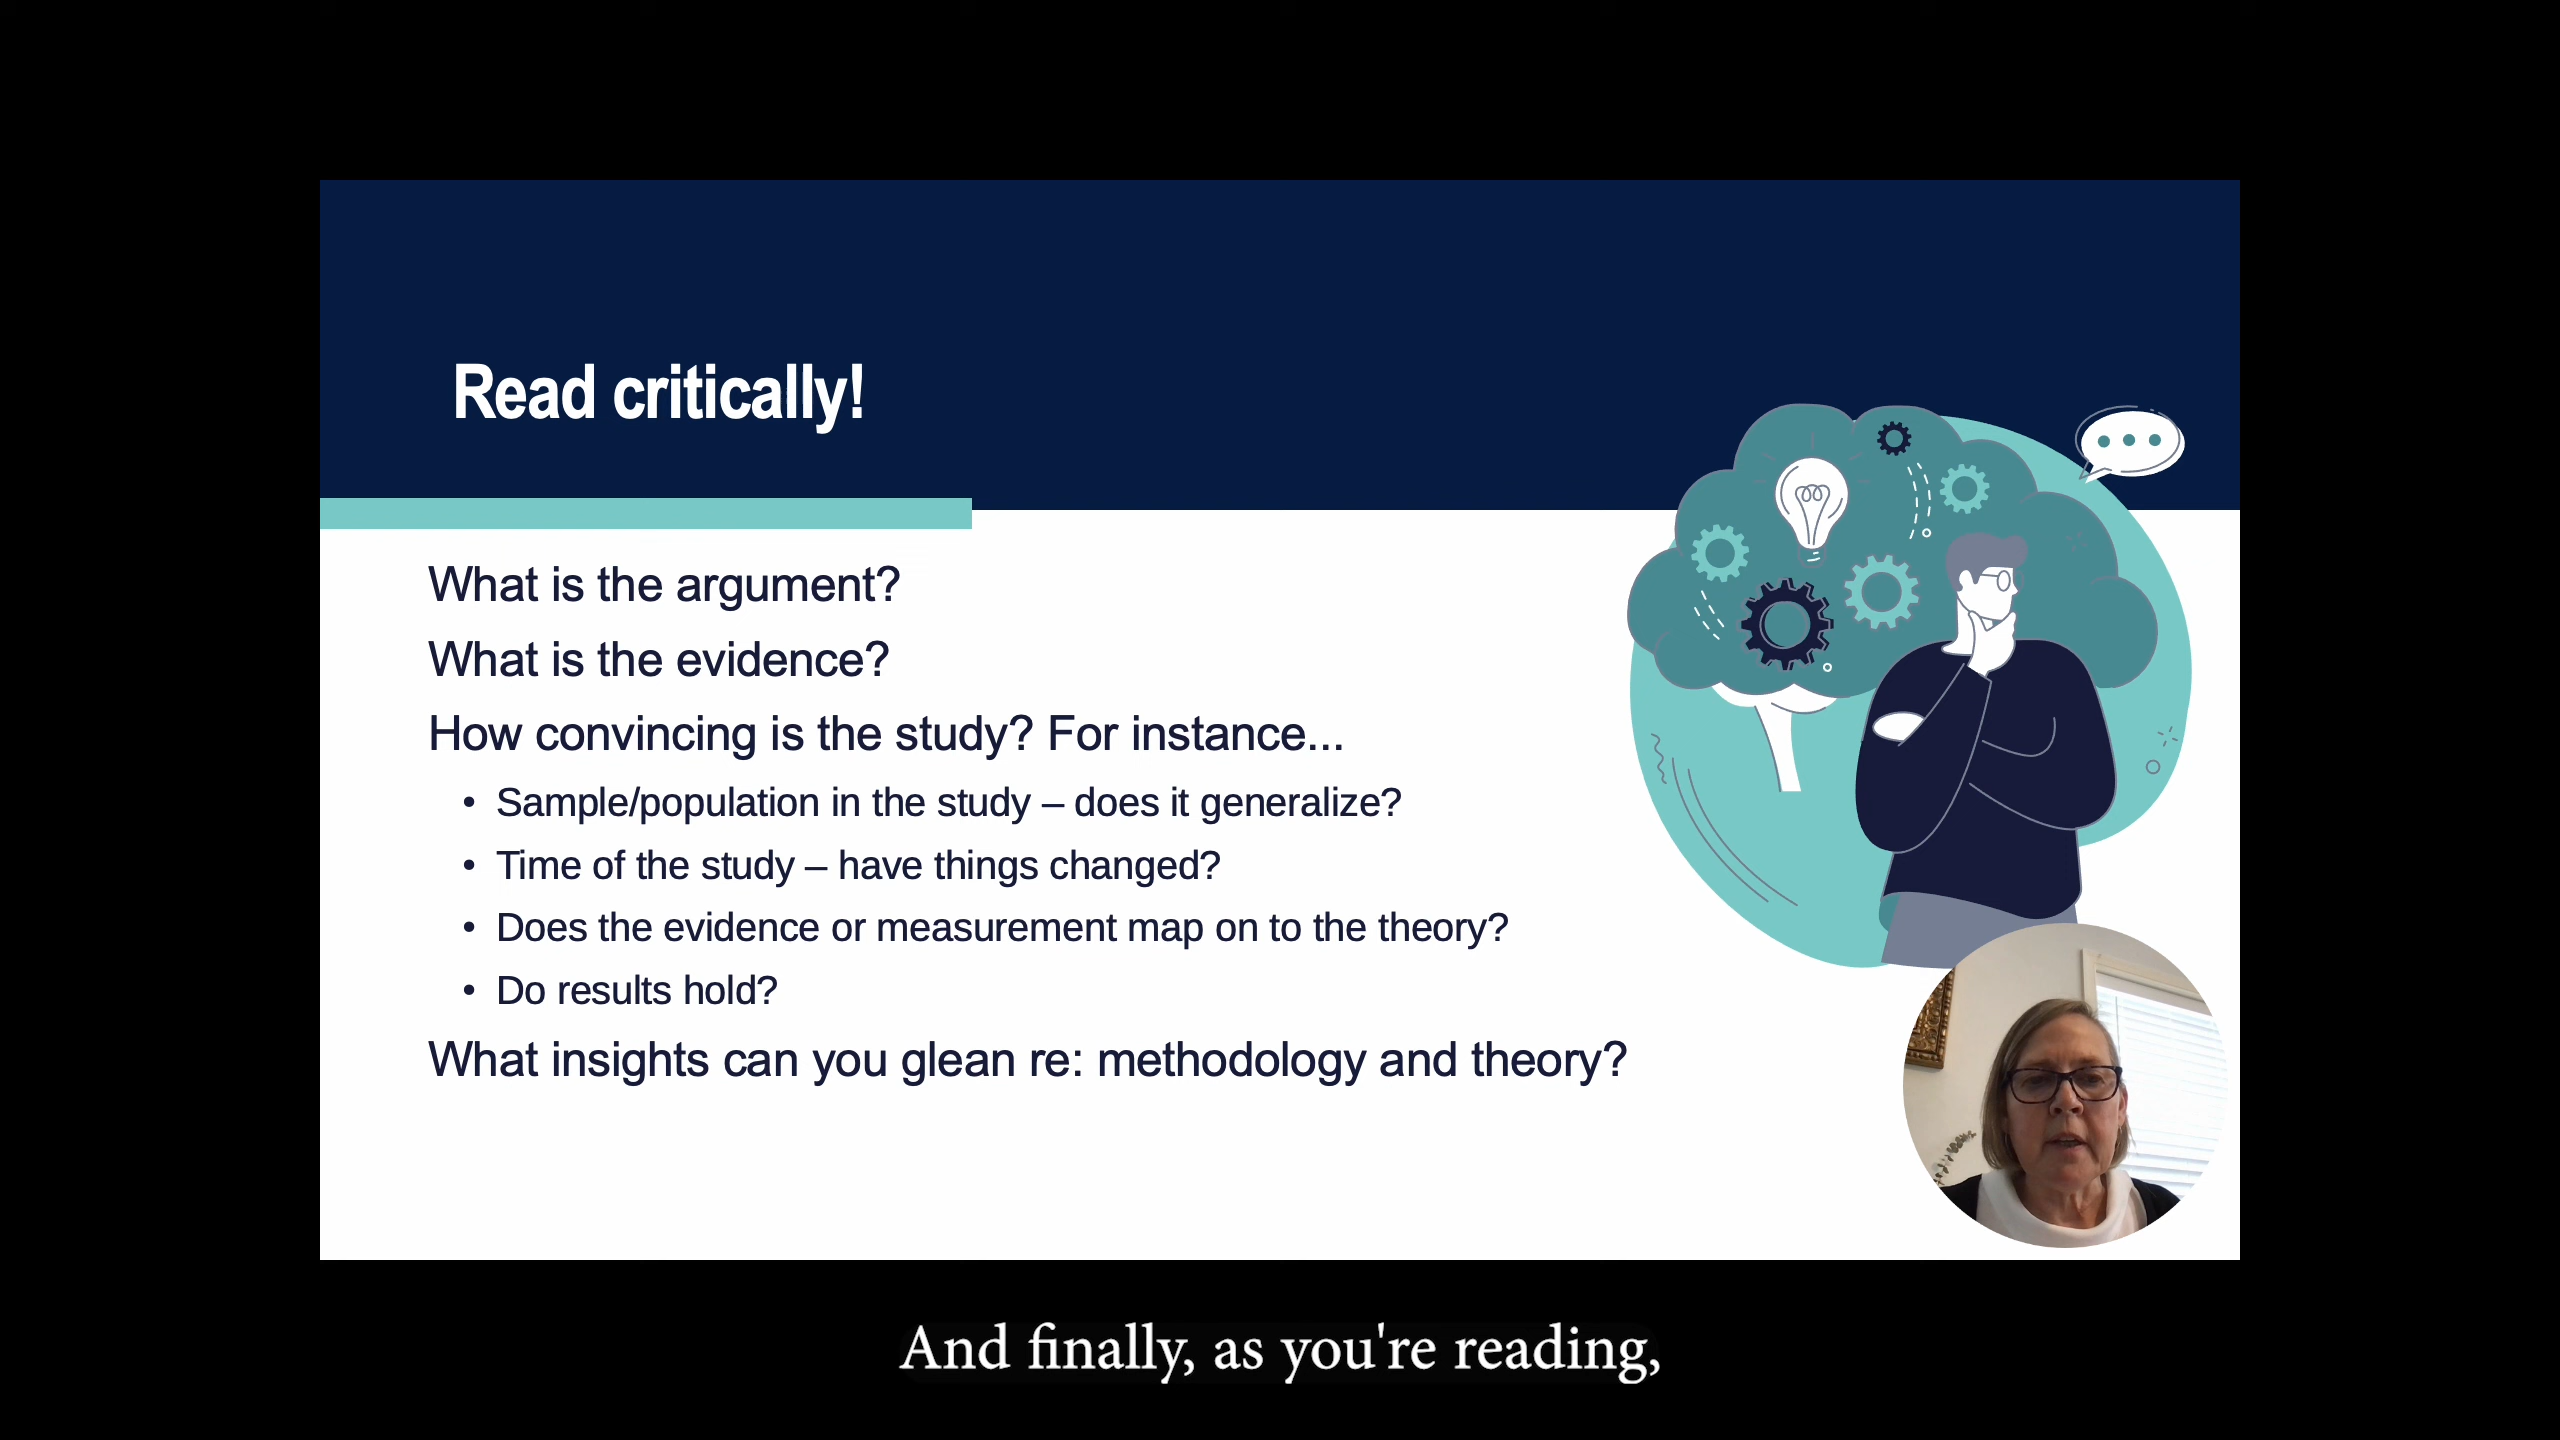 Read critically!
What is the argument?
What is the evidence?
How convincing is the study? For instance...
• Sample/population in the study – does it generalize?
• Time of the study – have things changed?
• Does the evidence or measurement map on to the theory?
• Do results hold?
What insights can you glean re: methodology and theory?
And finally, as you're reading,